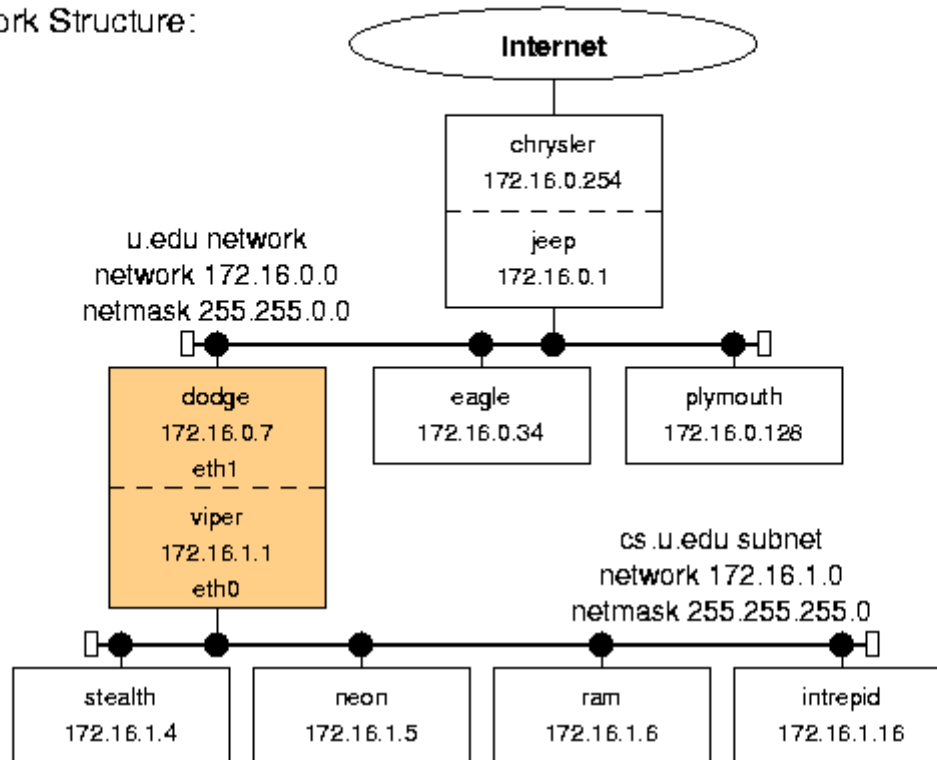 ork Structure:
Internet
chrysler
172.16.0.254
jeep
172.16.0.1
u.edu network
network 172.16.0.0
netmask 255.255.0.0
dodge
172.16.0.7
eth1
eagle
172.16.0.34
plymouth
172.16.0.128
viper
172.16.1.1
eth0
cs.u.edu subnet
network 172.16.1.0
netmask 255.255.255.0
stealth
172.16.1.4
neon
172.16.1.5
ram
172.16.1.6
intrepid
172.16.1.16